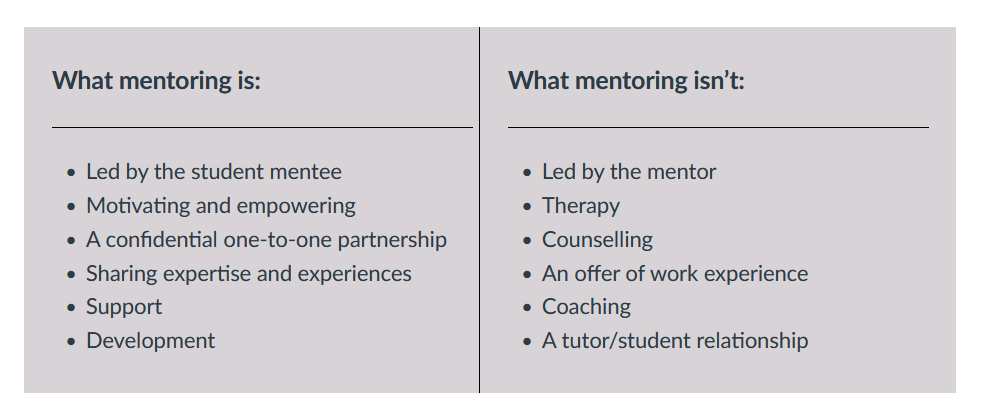 What mentoring is:
• Led by the student mentee
• Motivating and empowering
• A confidential one-to-one partnership
• Sharing expertise and experiences
• Support
• Development
What mentoring isn’t:
• Led by the mentor
• Therapy
• Counselling
• An offer of work experience
• Coaching
• A tutor/student relationship